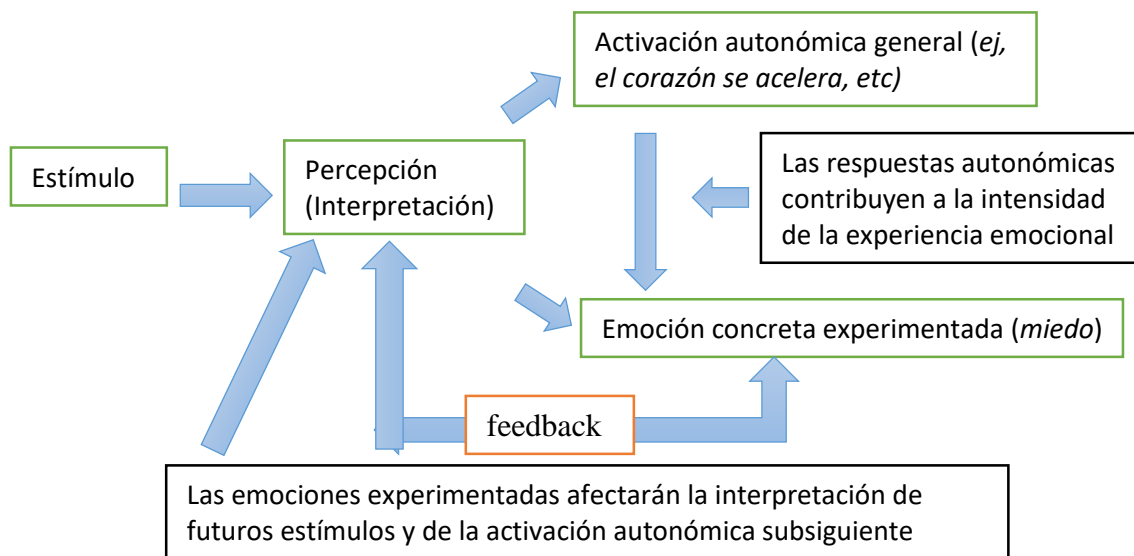 Activación autonómica general (ej,
el corazón se acelera, etc)
Estímulo
Percepción
(Interpretación)
Las respuestas autonómicas
contribuyen a la intensidad
de la experiencia emocional
Emoción concreta experimentada (miedo)
feedback
Las emociones experimentadas afectarán la interpretación de
futuros estímulos y de la activación autonómica subsiguiente